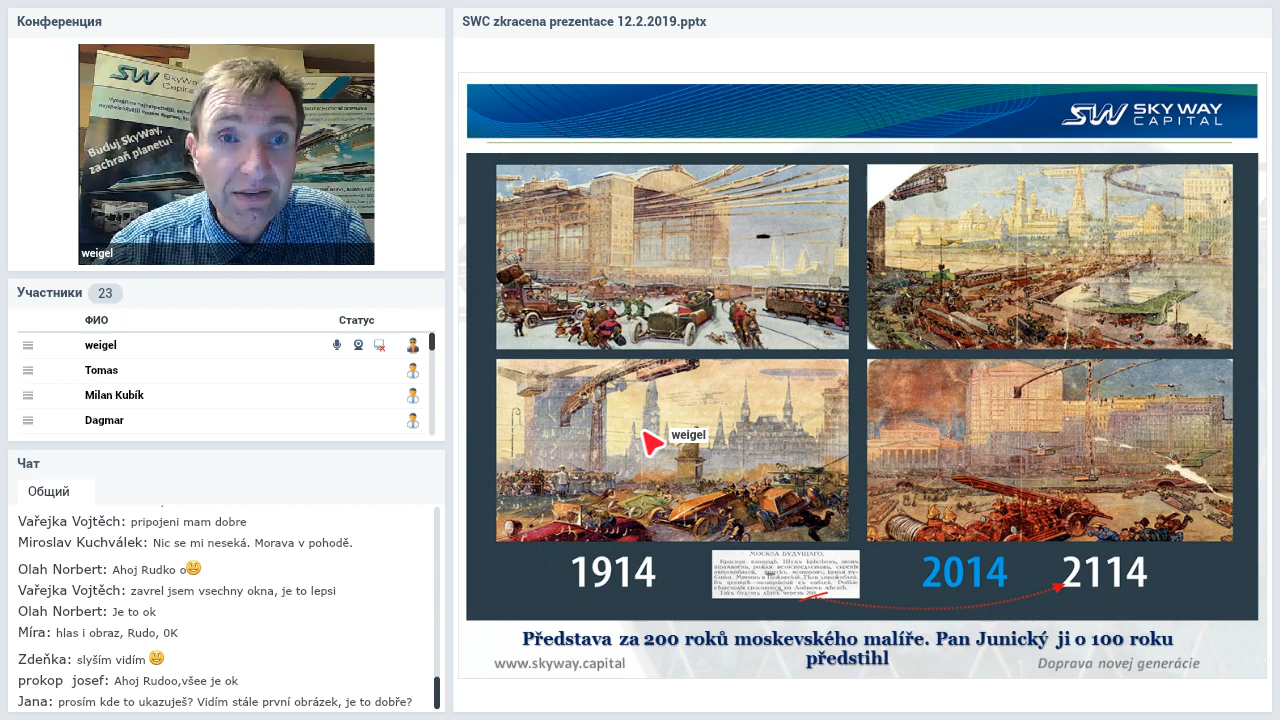 Конференция
SW SkyWay
Capital
Buduj SkyWay,
zachraň planetu!
weigel
Участники 23
ФИО Статус
weigel
Tomas
Milan Kubík
Dagmar
Чат
Общий
Vařejka Vojtěch: pripojeni mam dobre
Miroslav Kuchválek: Nic se mi neseká. Morava v pohodě.
Olah Norbert: Ahoj Rudko o
jsem vsechny okna, je to lepsi
Olah Norbert: Je to ok
Míra: hlas i obraz, Rudo, 0K
Zdeňka: slyším vidím
prokop josef: Ahoj Rudoo,všee je ok
Jana: prosím kde to ukazuješ? Vidím stále první obrázek, je to dobře?
SWC zkracena prezentace 12.2.2019.pptx
SW SKY WAY
CAPITAL
weigel
1914
МОСКВА БУДУЩАГО.
2014
2114
Představa za 200 roků moskevského malíře. Pan Junický ji o 100 roku
předstihl
www.skyway.capital
Doprava novej generácie